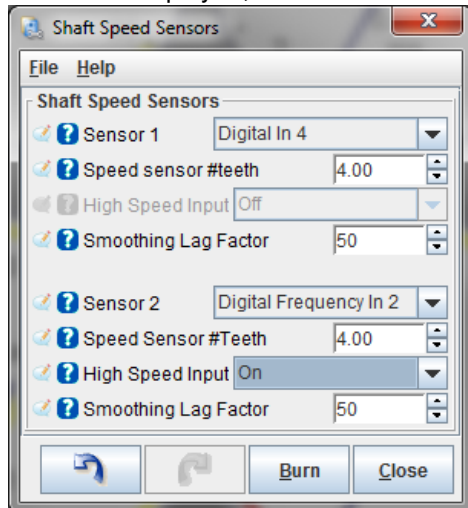 Shaft Speed Sensors
File Help
Shaft Speed Sensors
Sensor 1 Digital In 4
Speed sensor #teeth 4.00
High Speed Input Off
Smoothing Lag Factor 50
Sensor 2 Digital Frequency In 2
Speed Sensor #Teeth 4.00
High Speed Input On
Smoothing Lag Factor 50
Burn Close